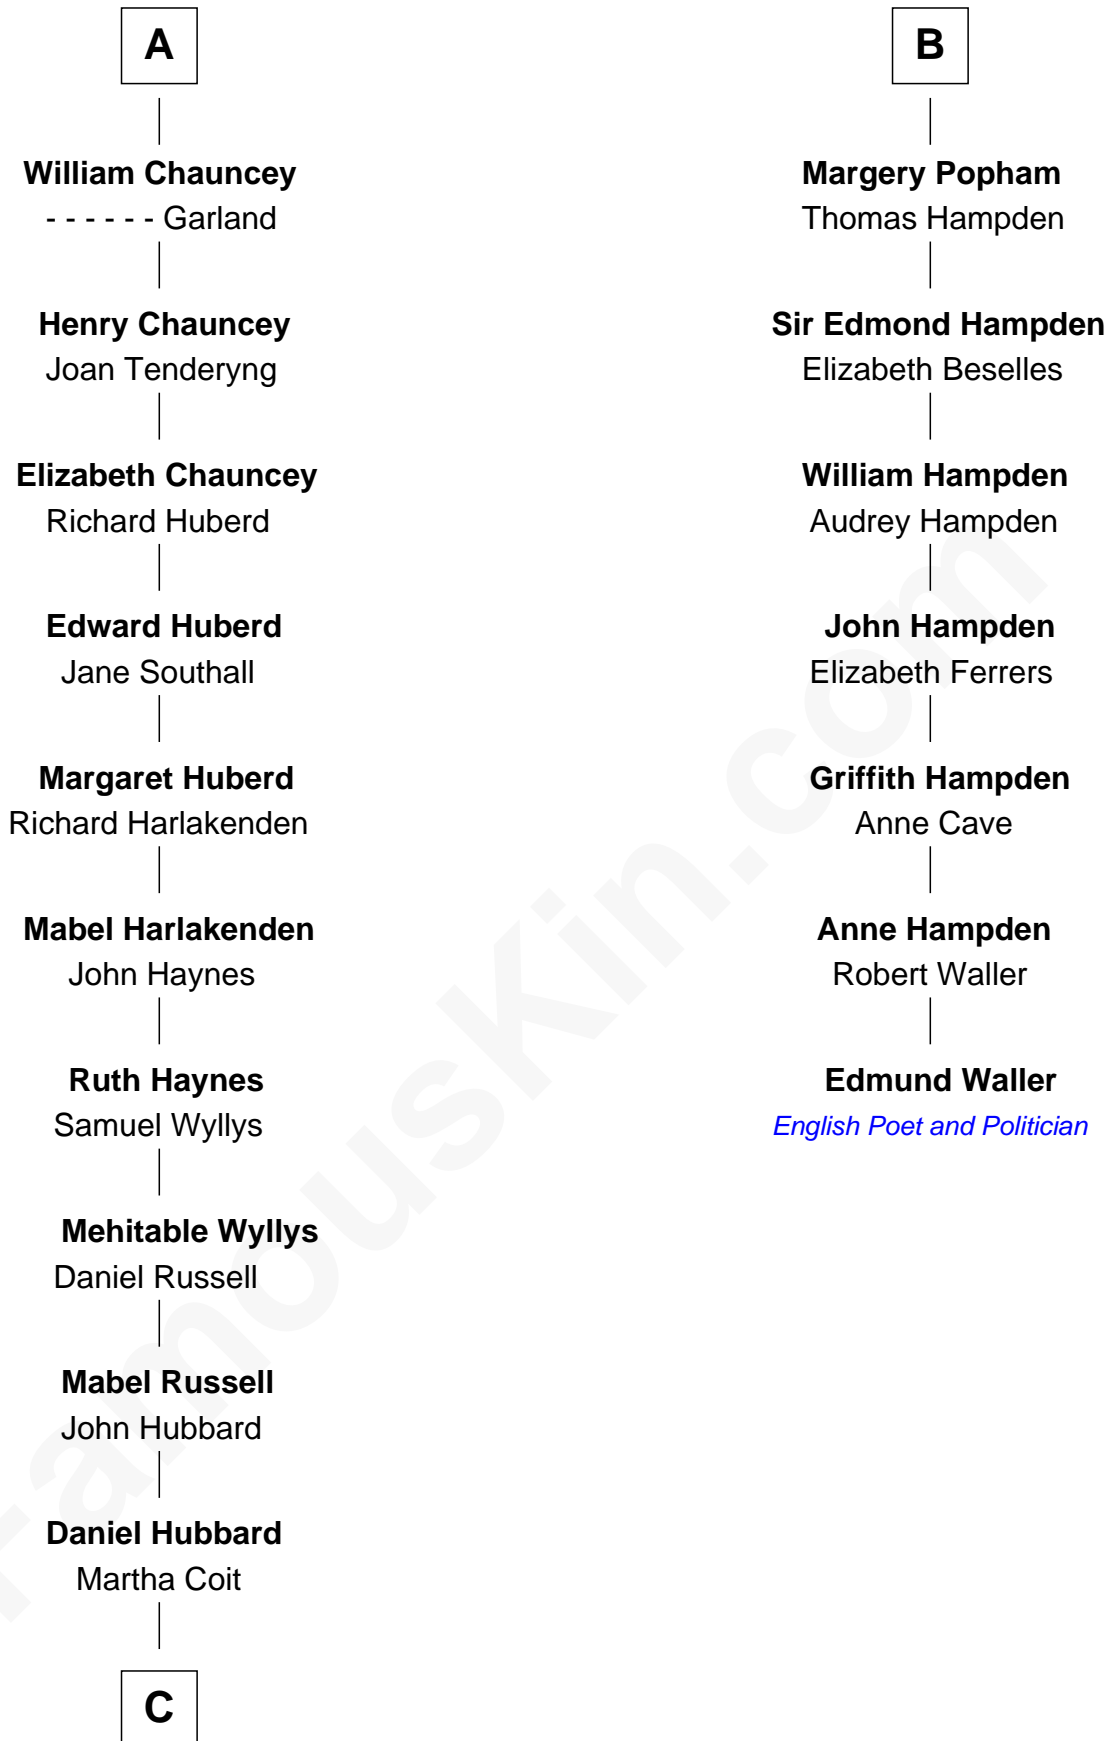 A
William Chauncey
- - - - - - Garland
Henry Chauncey
Joan Tenderyng
Elizabeth Chauncey
Richard Huberd
Edward Huberd
Jane Southall
Margaret Huberd
Richard Harlakenden
Mabel Harlakenden
John Haynes
Ruth Haynes
Samuel Wyllys
Mehitable Wyllys
Daniel Russell
Mabel Russell
John Hubbard
Daniel Hubbard
Martha Coit
C
B
Margery Popham
Thomas Hampden
Sir Edmond Hampden
Elizabeth Beselles
William Hampden
Audrey Hampden
John Hampden
Elizabeth Ferrers
Griffith Hampden
Anne Cave
Anne Hampden
Robert Waller
Edmund Waller
English Poet and Politician
FamousKin.com